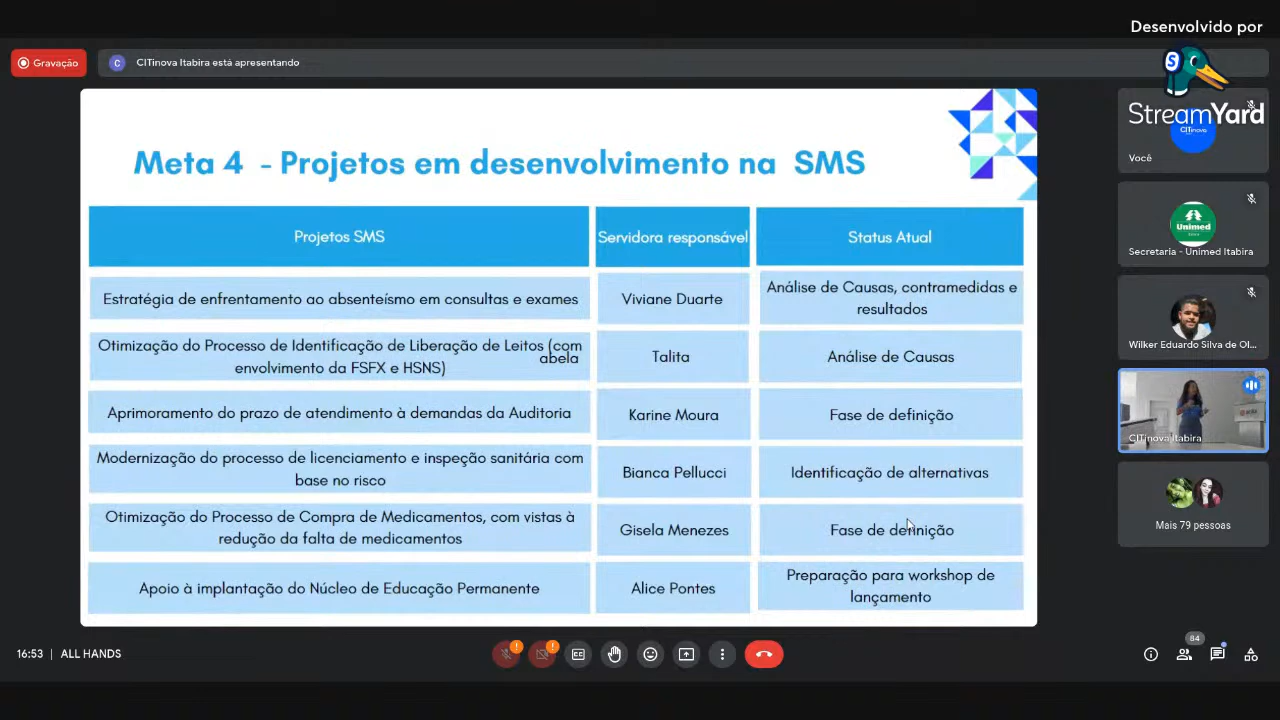 Desenvolvido por
StreamYard
Gravação
C
CITinova Itabira está apresentando
Meta 4 - Projetos em desenvolvimento na SMS
Projetos SMS
Servidora responsável
Status Atual
Estratégia de enfrentamento ao absenteísmo em consultas e exames
Viviane Duarte
Análise de Causas, contramedidas e
resultados
Otimização do Processo de Identificação de Liberação de Leitos (com
abela
envolvimento da FSFX e HSNS)
Talita
Análise de Causas
Aprimoramento do prazo de atendimento à demandas da Auditoria
Karine Moura
Fase de definição
Modernização do processo de licenciamento e inspeção sanitária com
base no risco
Bianca Pellucci
Identificação de alternativas
Otimização do Processo de Compra de Medicamentos, com vistas à
redução da falta de medicamentos
Gisela Menezes
Fase de definição
Apoio à implantação do Núcleo de Educação Permanente
Alice Pontes
Preparação para workshop de
lançamento
S
CITinova
Você
Unimed
Secretaria - Unimed Itabira
Wilker Eduardo Silva de Ol...
CITinova Itabira
Mais 79 pessoas
16:53 | ALL HANDS
84